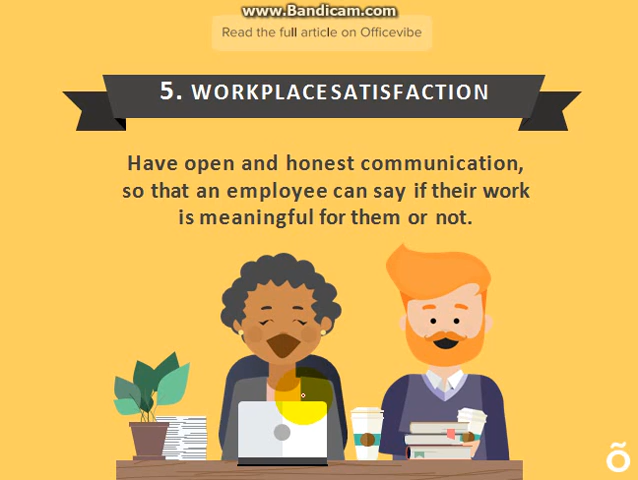 www.Bandicam.com
Read the full article on Officevibe
5. WORKPLACESATISFACTION
Have open and honest communication,
so that an employee can say if their work
is meaningful for them or not.
õ